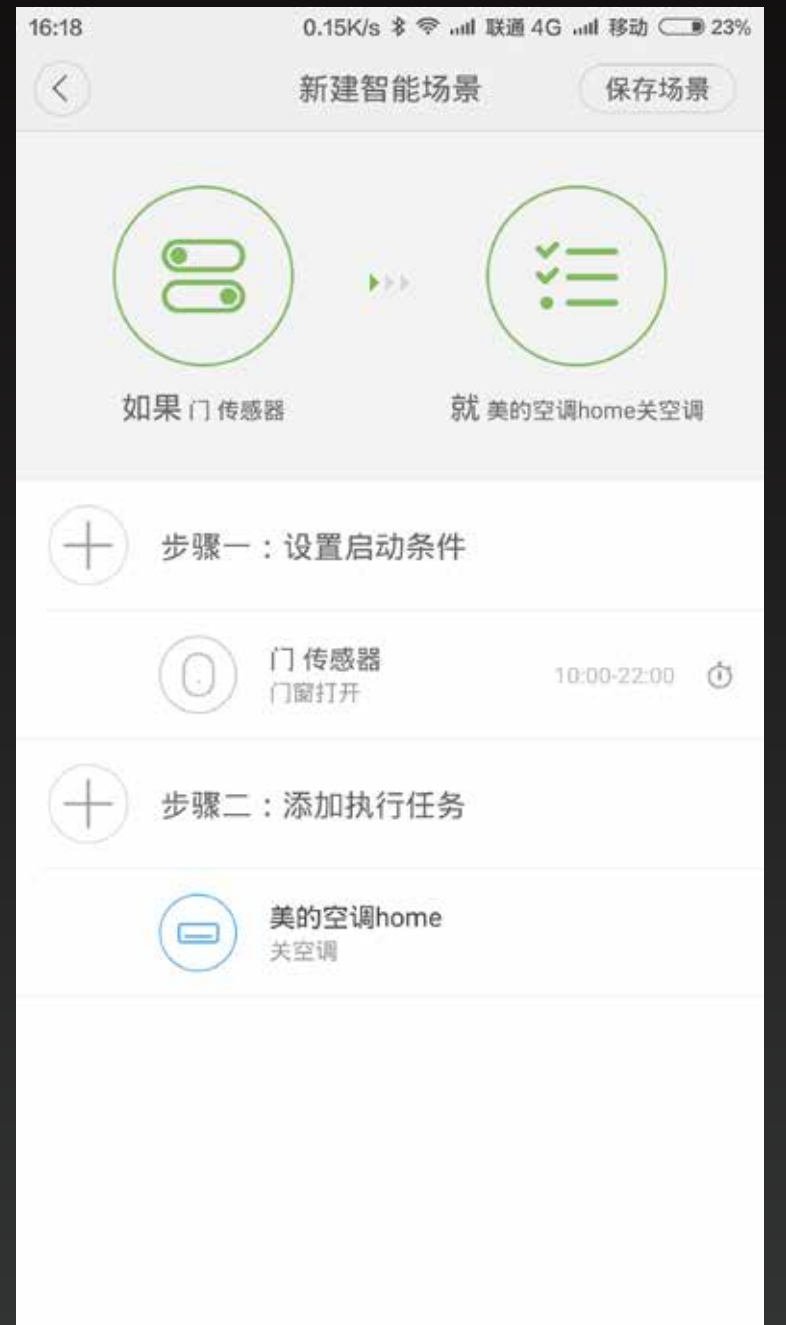 16:18 0.15K/s 联通 4G 移动 23%
新建智能场景 保存场景
如果 门 传感器 就 美的空调home关空调
步骤一：设置启动条件
门 传感器
门窗打开 10:00-22:00
步骤二：添加执行任务
美的空调home
关空调